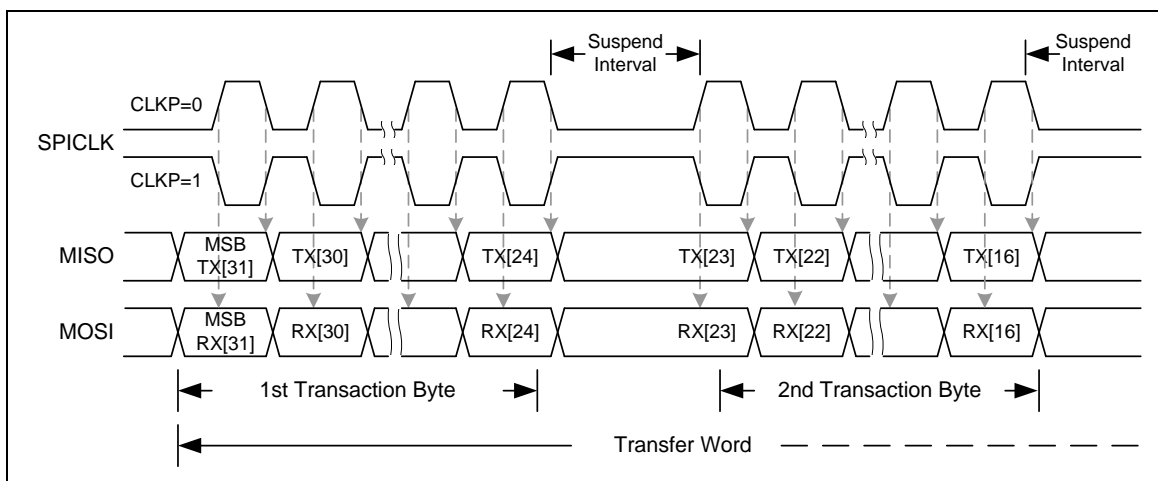 Suspend
Interval
Suspend
Interval
CLKP=0
SPICLK
CLKP=1
MISO
MSB
TX[31]
TX[30]
TX[24]
TX[23]
TX[22]
TX[16]
MOSI
MSB
RX[31]
RX[30]
RX[24]
RX[23]
RX[22]
RX[16]
1st Transaction Byte
2nd Transaction Byte
Transfer Word